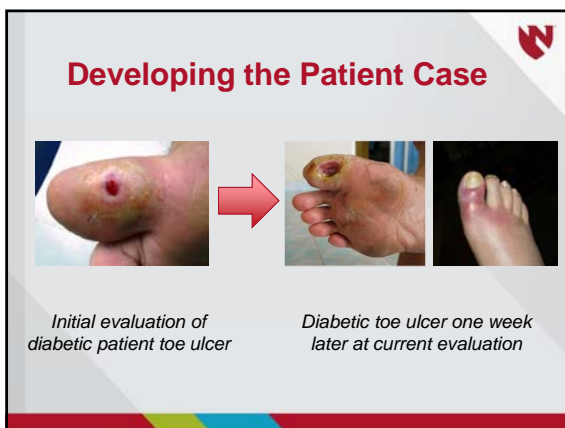 Developing the Patient Case
Initial evaluation of
diabetic patient toe ulcer
Diabetic toe ulcer one week
later at current evaluation